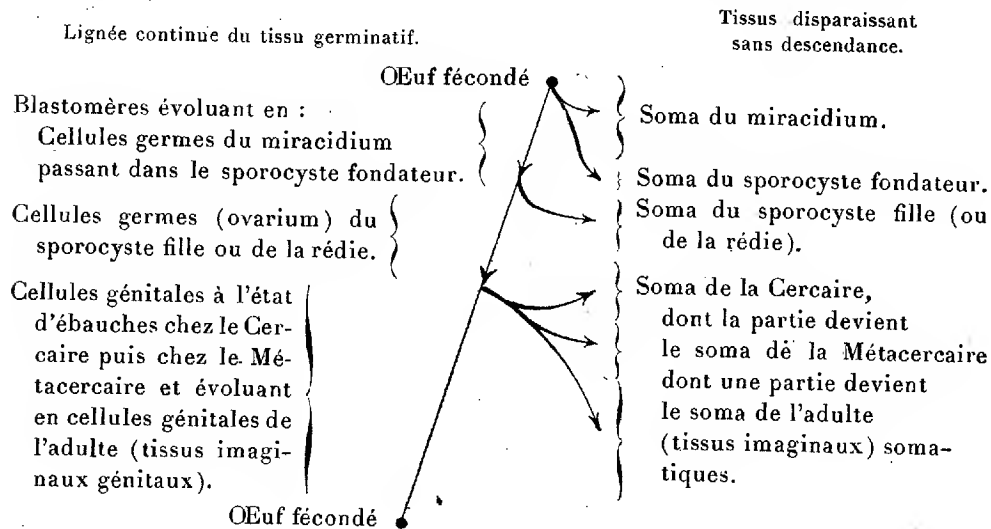 Lignée continue du tissu germinatif.
Tissus disparaissant
sans descendance.
Œuf fécondé
Blastomères évoluant en :
Cellules germes du miracidium
passant dans le sporocyste fondateur.
Cellules germes (ovarium) du
sporocyste fille ou de la rédie.
Cellules génitales à l'état
d'ébauches chez le Cer-
caire puis chez le Mé-
tacercaire et évoluant
en cellules génitales de
l'adulte (tissus imagi-
naux génitaux).
Œuf fécondé
Soma du miracidium.
Soma du sporocyste fondateur.
Soma du sporocyste fille (ou
de la rédie).
Soma de la Cercaire,
dont la partie devient
le soma dè la Métacercaire
dont une partie devient
le soma de l'adulte
(tissus imaginaux) soma-
tiques.